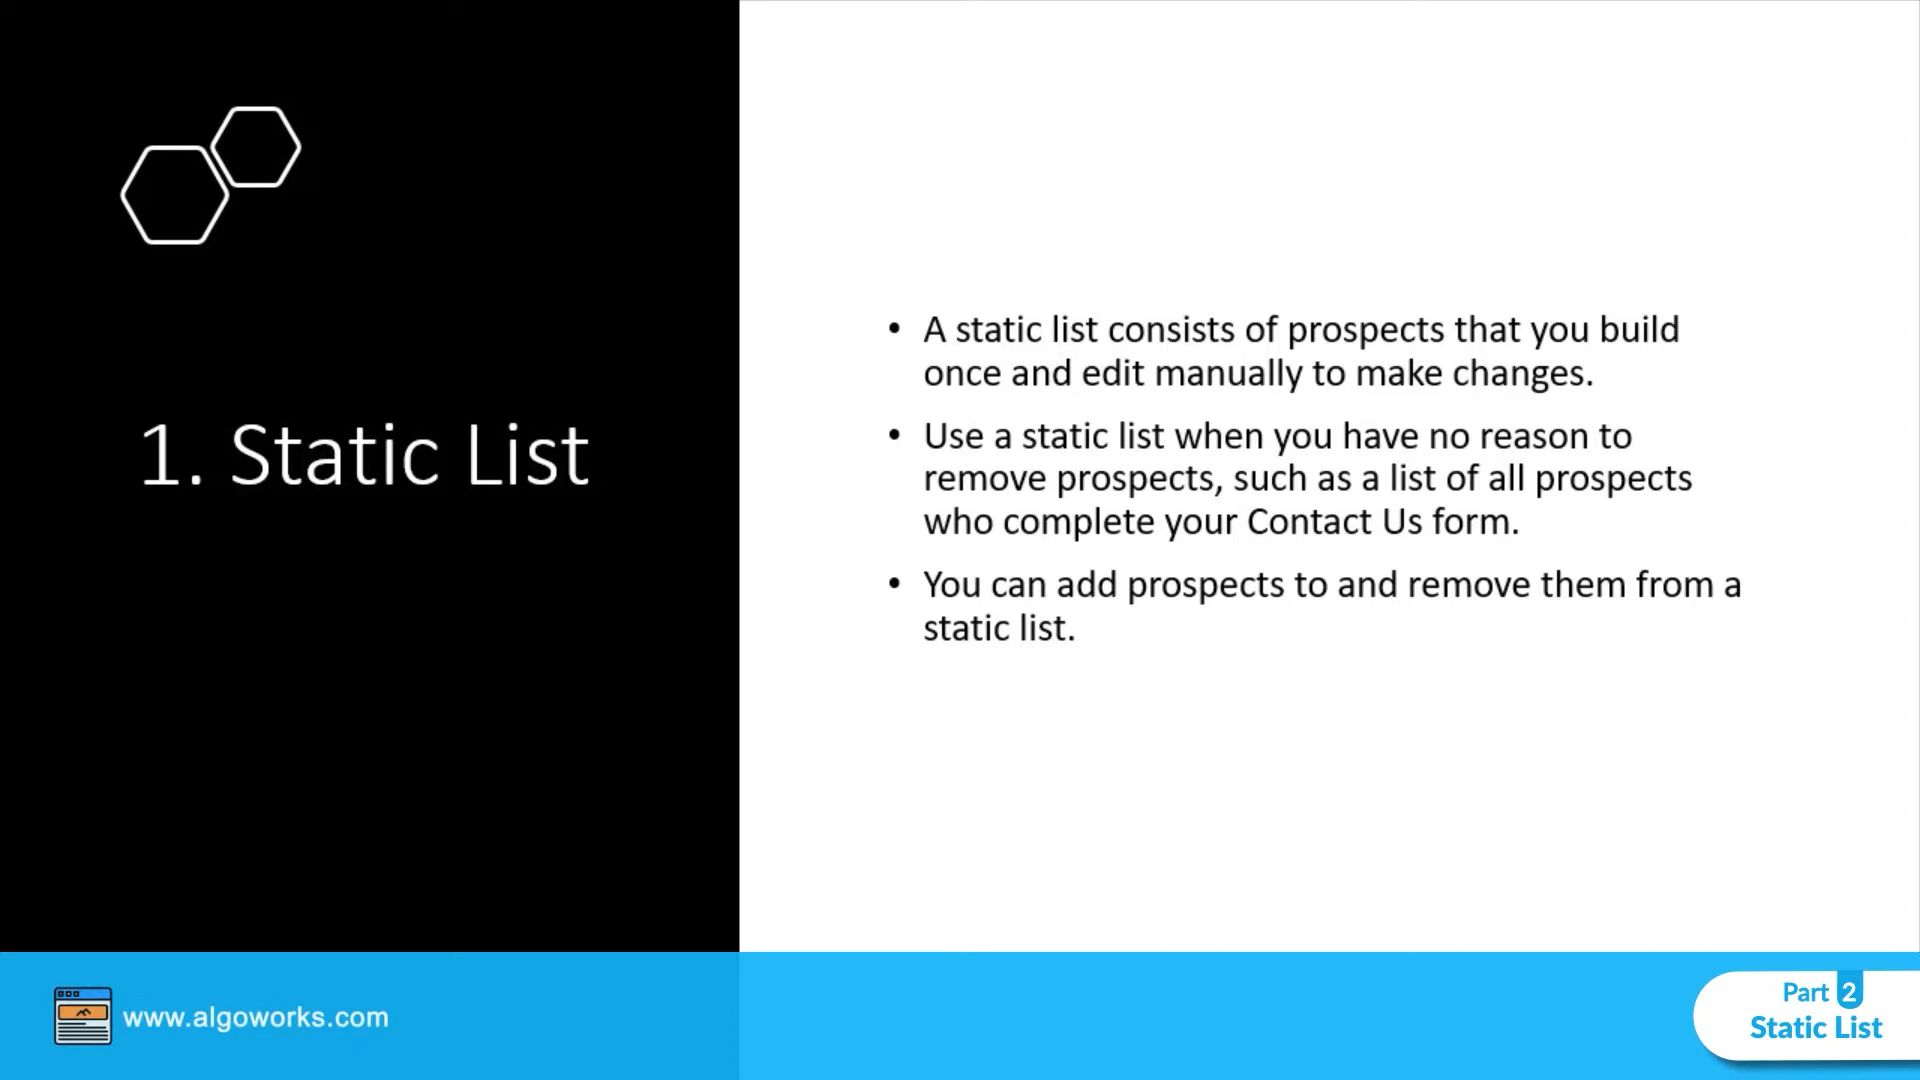 1. Static List
• A static list consists of prospects that you build
once and edit manually to make changes.
• Use a static list when you have no reason to
remove prospects, such as a list of all prospects
who complete your Contact Us form.
• You can add prospects to and remove them from a
static list.
www.algoworks.com
Part 2
Static List